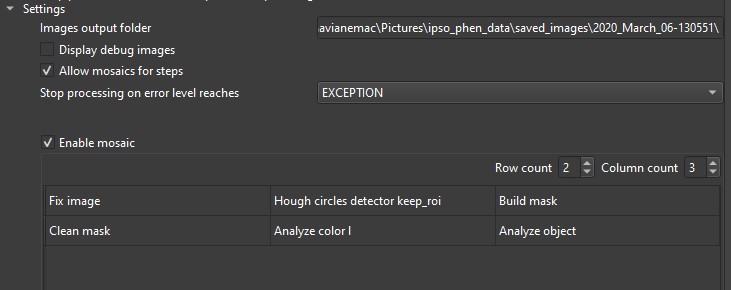 Settings
Images output folder avianemac\Pictures\ipso_phen_data\saved_images\2020_March_06-130551\
Display debug images
Allow mosaics for steps
Stop processing on error level reaches EXCEPTION
Enable mosaic
Row count 2 Column count 3
Fix image Hough circles detector keep_roi Build mask
Clean mask Analyze color I Analyze object